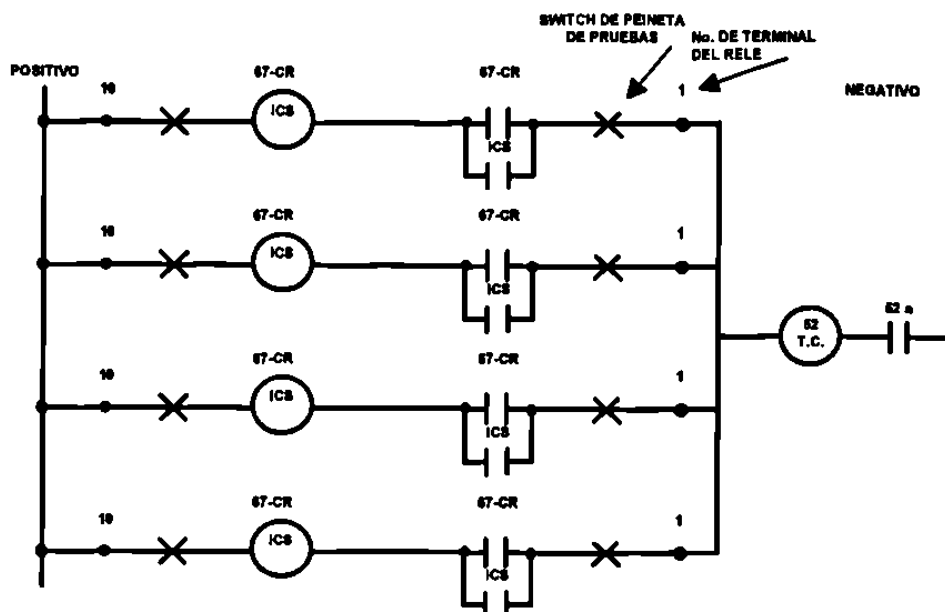 SWITCH DE PEINETA
DE PRUEBAS
No. DE TERMINAL
DEL RELE
POSITIVO
67-CR
67-CR
NEGATIVO
10
ICS
1
ICS
67-CR
67-CR
10
ICS
1
ICS
52 a
52
T.C.
67-CR
67-CR
10
ICS
1
ICS
67-CR
67-CR
10
ICS
1
ICS